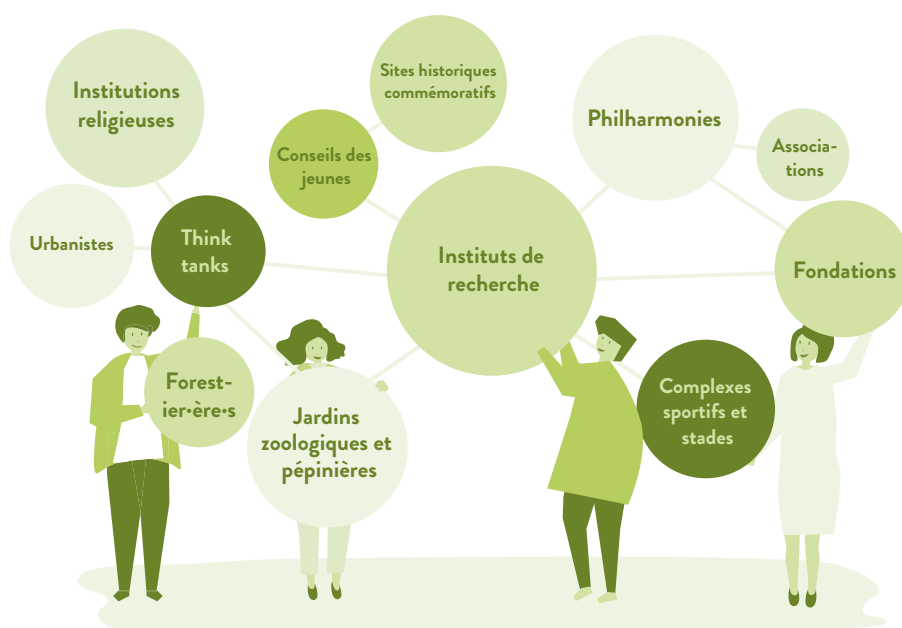 Institutions
religieuses
Sites historiques
commémoratifs
Philharmonies
Associa-
tions
Conseils des
jeunes
Urbanistes
Think
tanks
Instituts de
recherche
Fondations
Forest-
ier·ère·s
Jardins
zoologiques et
pépinières
Complexes
sportifs et
stades